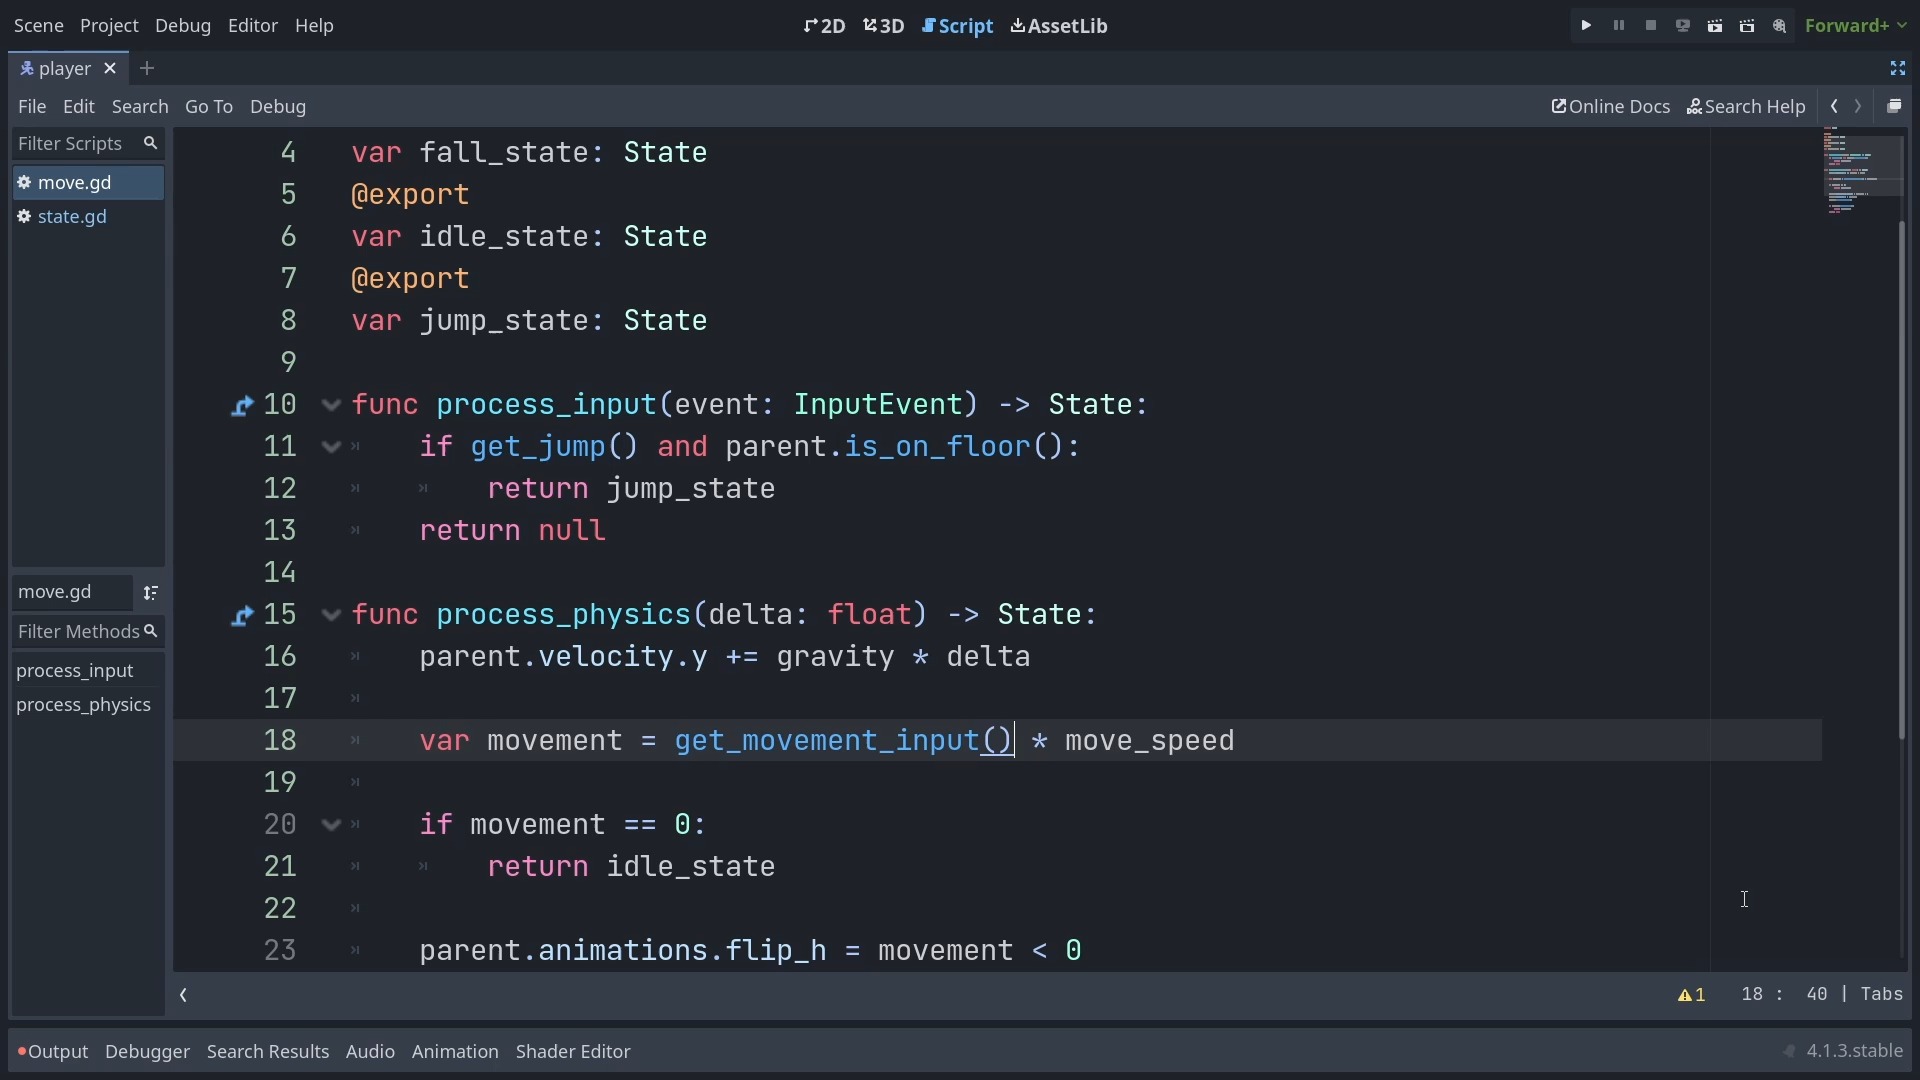 Scene Project Debug Editor Help 2D 3D Script AssetLib Forward+
player
File Edit Search Go To Debug Online Docs Search Help
Filter Scripts
move.gd
state.gd
move.gd
Filter Methods
process_input
process_physics
4 var fall_state: State
5 @export
6 var idle_state: State
7 @export
8 var jump_state: State
9
10 func process_input(event: InputEvent) -> State:
11 if get_jump() and parent.is_on_floor():
12 return jump_state
13 return null
14
15 func process_physics(delta: float) -> State:
16 parent.velocity.y += gravity * delta
17
18 var movement = get_movement_input() * move_speed
19
20 if movement == 0:
21 return idle_state
22
23 parent.animations.flip_h = movement < 0
1 18 : 40 | Tabs
Output Debugger Search Results Audio Animation Shader Editor 4.1.3.stable